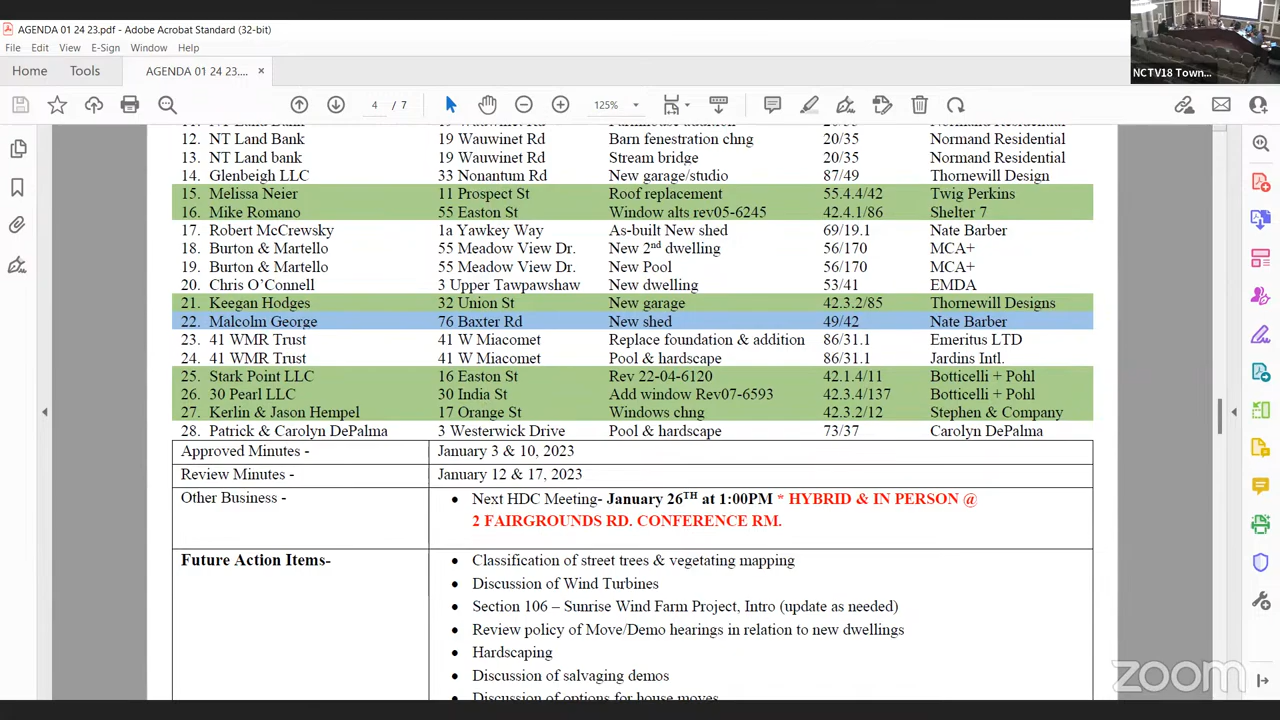 AGENDA 01 24 23.pdf - Adobe Acrobat Standard (32-bit)
File Edit View E-Sign Window Help
Home Tools AGENDA 01 24 23.... ×
NCTV18 Town...
4 / 7 125%
12. NT Land Bank 19 Wauwinet Rd Barn fenestration chng 20/35 Normand Residential
13. NT Land bank 19 Wauwinet Rd Stream bridge 20/35 Normand Residential
14. Glenbeigh LLC 33 Nonantum Rd New garage/studio 87/49 Thornewill Design
15. Melissa Neier 11 Prospect St Roof replacement 55.4.4/42 Twig Perkins
16. Mike Romano 55 Easton St Window alts rev05-6245 42.4.1/86 Shelter 7
17. Robert McCrewsky 1a Yawkey Way As-built New shed 69/19.1 Nate Barber
18. Burton & Martello 55 Meadow View Dr. New 2nd dwelling 56/170 MCA+
19. Burton & Martello 55 Meadow View Dr. New Pool 56/170 MCA+
20. Chris O'Connell 3 Upper Tawpawshaw New dwelling 53/41 EMDA
21. Keegan Hodges 32 Union St New garage 42.3.2/85 Thornewill Designs
22. Malcolm George 76 Baxter Rd New shed 49/42 Nate Barber
23. 41 WMR Trust 41 W Miacomet Replace foundation & addition 86/31.1 Emeritus LTD
24. 41 WMR Trust 41 W Miacomet Pool & hardscape 86/31.1 Jardins Intl.
25. Stark Point LLC 16 Easton St Rev 22-04-6120 42.1.4/11 Botticelli + Pohl
26. 30 Pearl LLC 30 India St Add window Rev07-6593 42.3.4/137 Botticelli + Pohl
27. Kerlin & Jason Hempel 17 Orange St Windows chng 42.3.2/12 Stephen & Company
28. Patrick & Carolyn DePalma 3 Westerwick Drive Pool & hardscape 73/37 Carolyn DePalma
Approved Minutes - January 3 & 10, 2023
Review Minutes - January 12 & 17, 2023
Other Business - • Next HDC Meeting- January 26TH at 1:00PM * HYBRID & IN PERSON @
2 FAIRGROUNDS RD. CONFERENCE RM.
Future Action Items- • Classification of street trees & vegetating mapping
• Discussion of Wind Turbines
• Section 106 – Sunrise Wind Farm Project, Intro (update as needed)
• Review policy of Move/Demo hearings in relation to new dwellings
• Hardscaping
• Discussion of salvaging demos
• Discussion of options for house moves
zoom